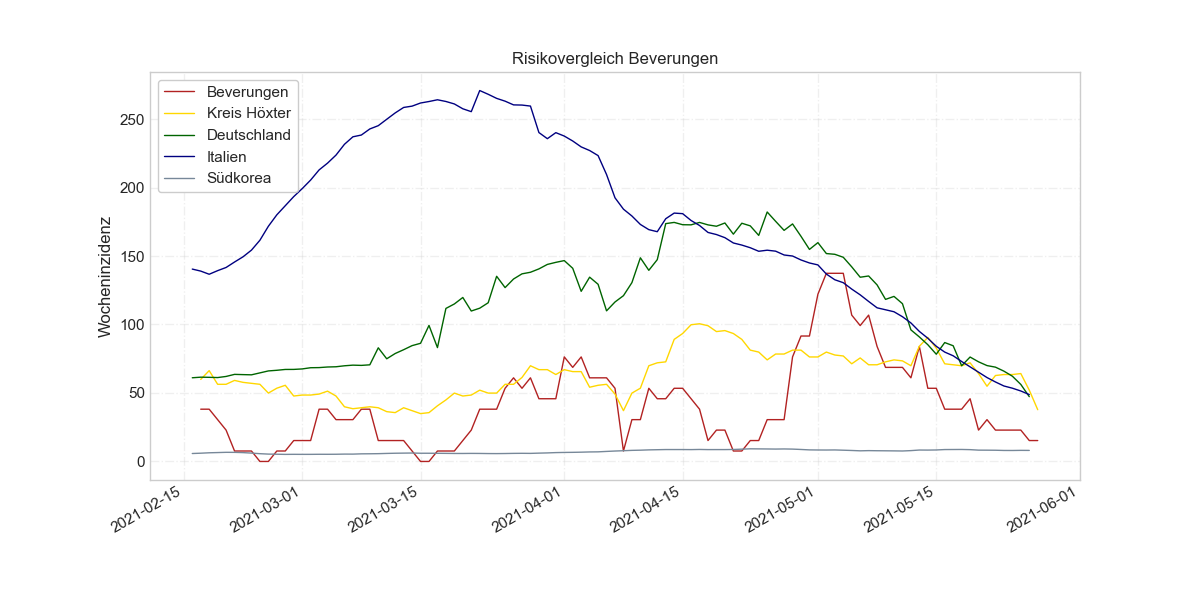 Risikovergleich Beverungen
Beverungen
Kreis Höxter
Deutschland
Italien
Südkorea
Wocheninzidenz
250
200
150
100
50
0
2021-02-15
2021-03-01
2021-03-15
2021-04-01
2021-04-15
2021-05-01
2021-05-15
2021-06-01